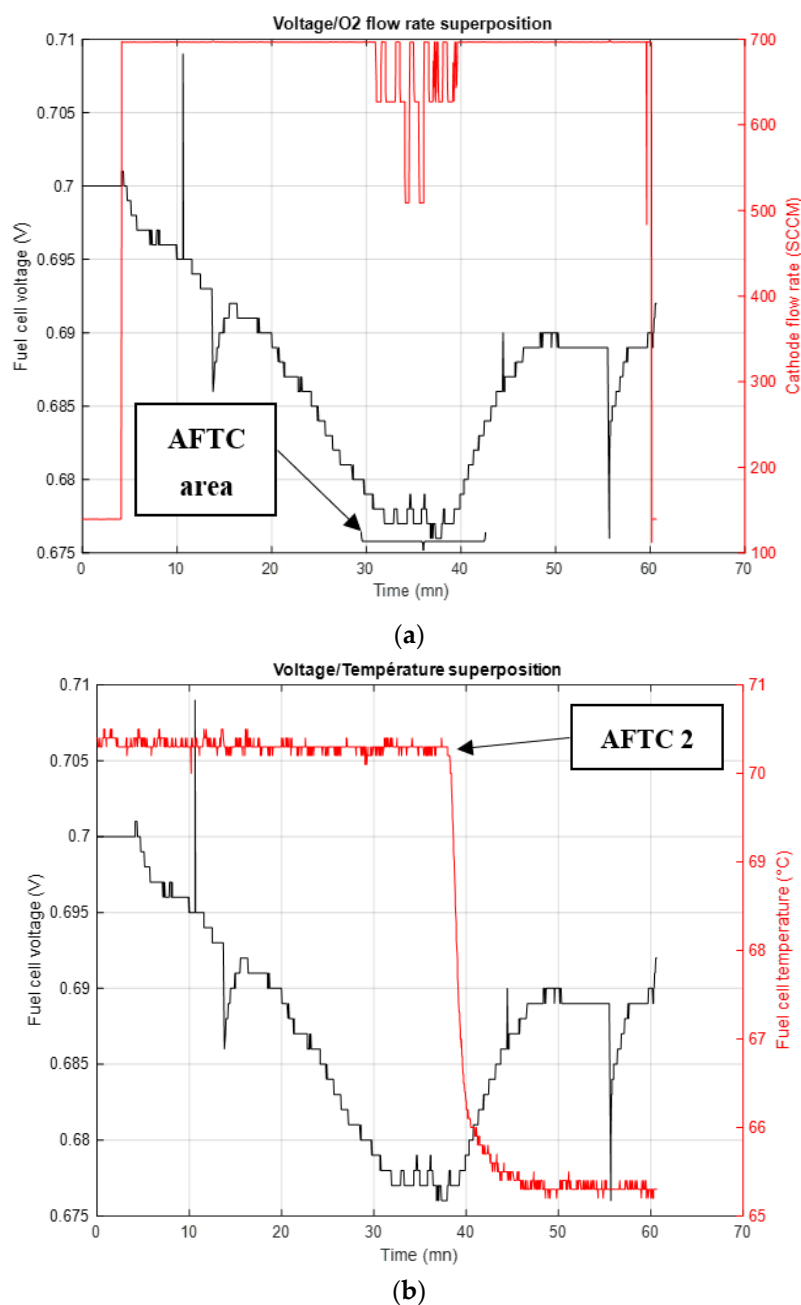 Voltage/O2 flow rate superposition
0.71
0.705
0.7
0.695
0.69
0.685
0.68
0.675
Fuel cell voltage (V)
700
600
500
400
300
200
100
Cathode flow rate (SCCM)
AFTC
area
0 10 20 30 40 50 60 70
Time (mn)
(a)
Voltage/Température superposition
0.71
0.705
0.7
0.695
0.69
0.685
0.68
0.675
Fuel cell voltage (V)
71
70
69
68
67
66
65
Fuel cell temperature (°C)
AFTC 2
0 10 20 30 40 50 60 70
Time (mn)
(b)